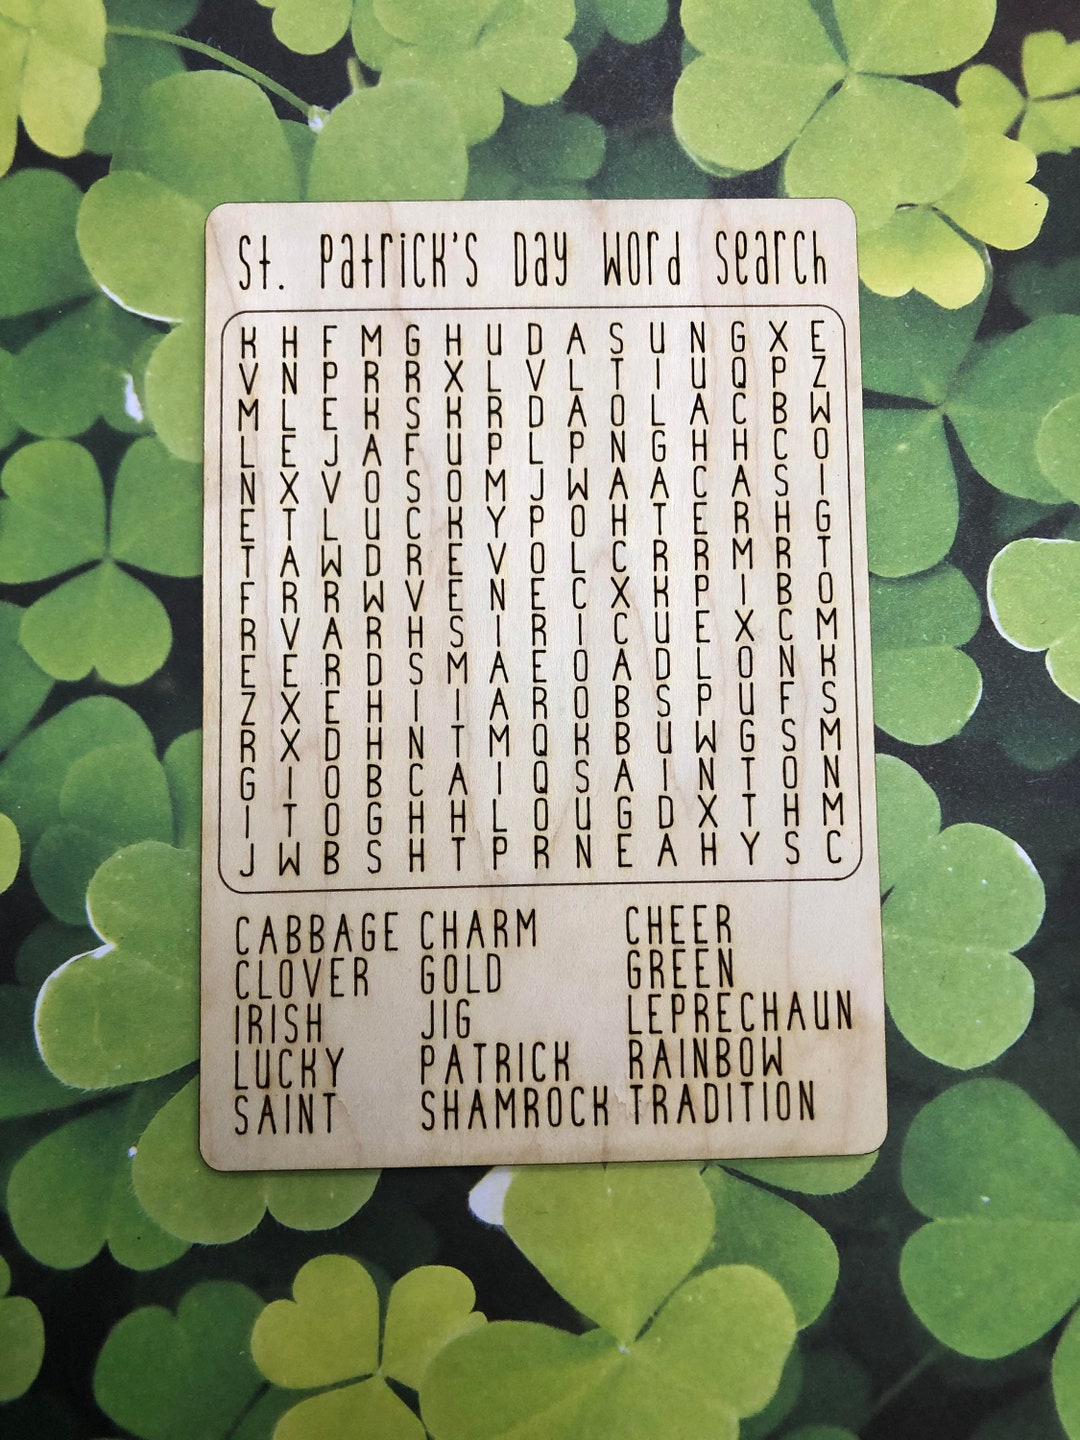 St. Patrick's Day Word Search
K H F M G H U D A S U N G X E
V N P R R X L V L T I U Q P Z
M L E K S K R D A O L A C B W
L E J A F U P L P N G H H C O
N X V O S O M J W A A C A S I
E T L U C K Y P O H T E R H G
T A W D R E V O L C R R M R T
F R R W V E N E C X K P I B O
R V A R H S I R I C U E X C M
E E R D S M A E O A D L O N K
Z X E H I I A R O B S P U F S
R X D H N T M Q K B U W G S M
G I O B C A I Q S A I N T O N
I T O G H H L O U G D X T H M
J W B S H T P R N E A H Y S C
CABBAGE CHARM CHEER
CLOVER GOLD GREEN
IRISH JIG LEPRECHAUN
LUCKY PATRICK RAINBOW
SAINT SHAMROCK TRADITION